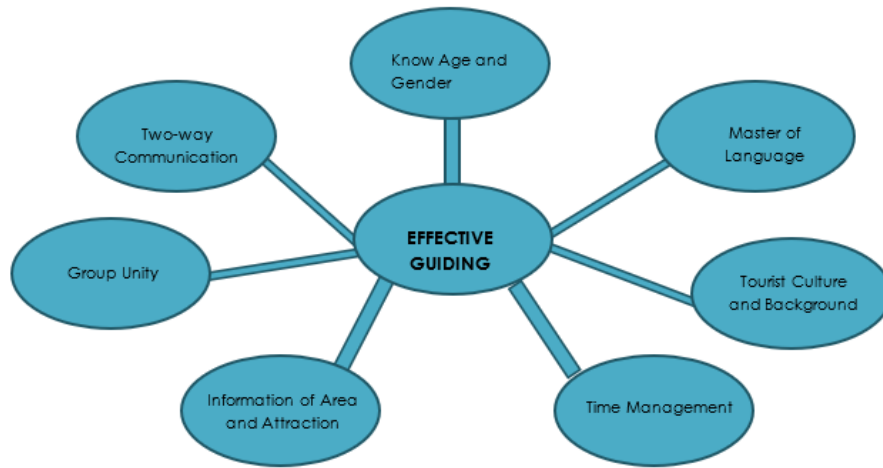 Know Age and
Gender
Two-way
Communication
Master of
Language
EFFECTIVE
GUIDING
Group Unity
Tourist Culture
and Background
Information of Area
and Attraction
Time Management